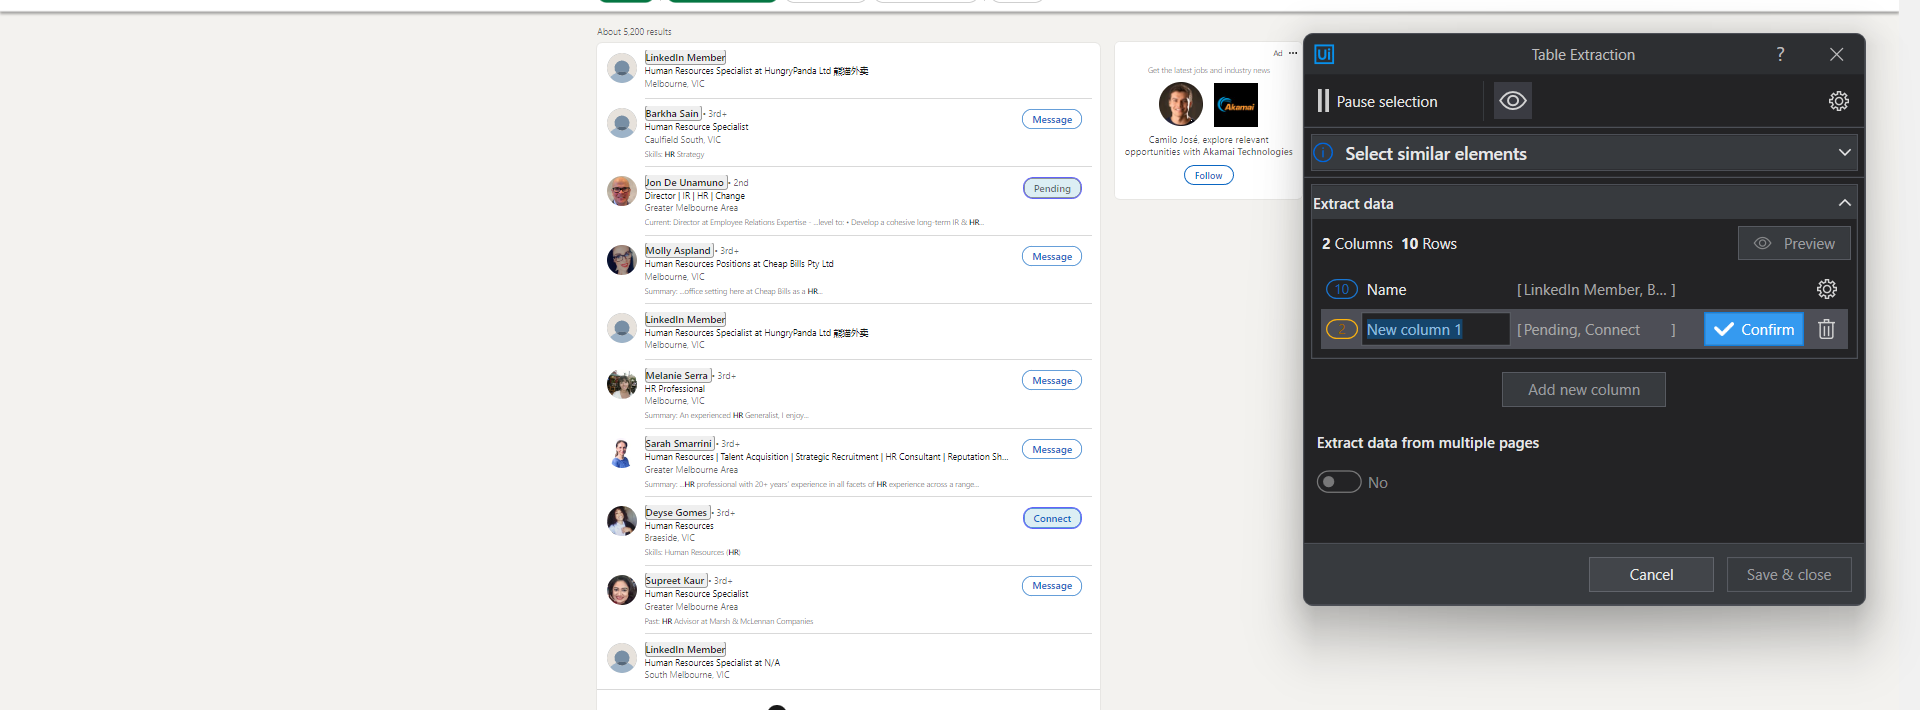 About 5,200 results
LinkedIn Member
Human Resources Specialist at HungryPanda Ltd 熊猫外卖
Melbourne, VIC
Barkha Sain • 3rd+
Human Resource Specialist
Caulfield South, VIC
Skills: HR Strategy
Message
Jon De Unamuno • 2nd
Director | IR | HR | Change
Greater Melbourne Area
Current: Director at Employee Relations Expertise - ...level to: • Develop a cohesive long-term IR & HR...
Pending
Molly Aspland • 3rd+
Human Resources Positions at Cheap Bills Pty Ltd
Melbourne, VIC
Summary: ...office setting here at Cheap Bills as a HR...
Message
LinkedIn Member
Human Resources Specialist at HungryPanda Ltd 熊猫外卖
Melbourne, VIC
Melanie Serra • 3rd+
HR Professional
Melbourne, VIC
Summary: An experienced HR Generalist, I enjoy...
Message
Sarah Smarrini • 3rd+
Human Resources | Talent Acquisition | Strategic Recruitment | HR Consultant | Reputation Sh...
Greater Melbourne Area
Summary: ...HR professional with 20+ years' experience in all facets of HR experience across a range...
Message
Deyse Gomes • 3rd+
Human Resources
Braeside, VIC
Skills: Human Resources (HR)
Connect
Supreet Kaur • 3rd+
Human Resource Specialist
Greater Melbourne Area
Past: HR Advisor at Marsh & McLennan Companies
Message
LinkedIn Member
Human Resources Specialist at N/A
South Melbourne, VIC
Ad •••
Get the latest jobs and industry news
Akamai
Camilo José, explore relevant
opportunities with Akamai Technologies
Follow
Ui Table Extraction ?
Pause selection
Select similar elements
Extract data
2 Columns 10 Rows
Preview
10 Name [ LinkedIn Member, B... ]
2 New column 1 [ Pending, Connect ] Confirm
Add new column
Extract data from multiple pages
No
Cancel
Save & close